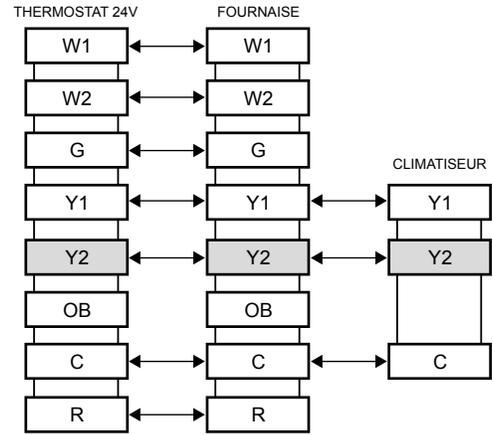 THERMOSTAT 24V FOURNAISE
W1 W1
W2 W2
G G
CLIMATISEUR
Y1 Y1 Y1
Y2 Y2 Y2
OB OB
C C C
R R